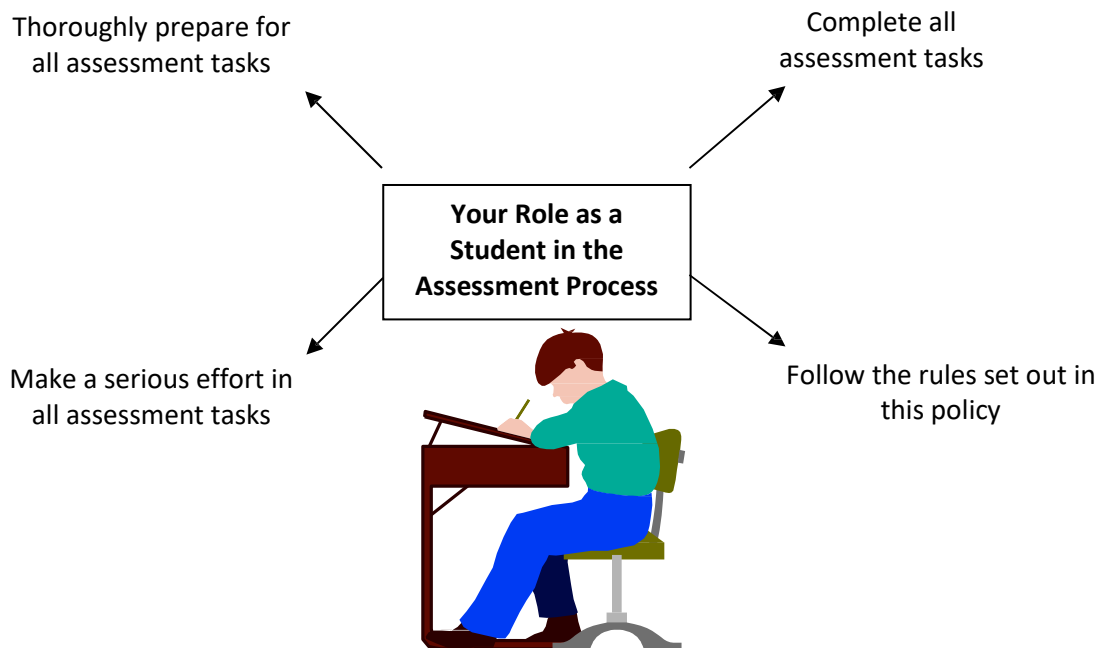 Thoroughly prepare for
all assessment tasks
Complete all
assessment tasks
Your Role as a
Student in the
Assessment Process
Make a serious effort in
all assessment tasks
Follow the rules set out in
this policy